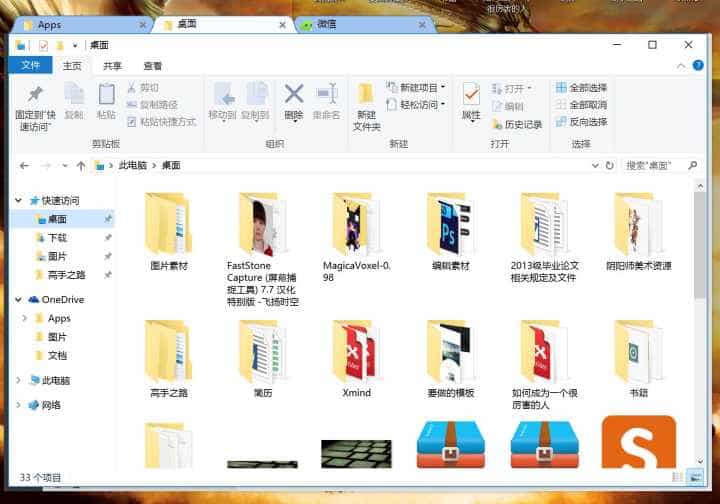 很厉害的人
Apps
桌面
微信
桌面
文件
主页
共享
查看
固定到"快
速访问"
复制
粘贴
剪切
复制路径
粘贴快捷方式
剪贴板
移动到
复制到
删除
重命名
组织
新建
文件夹
新建项目
轻松访问
新建
属性
打开
编辑
历史记录
打开
全部选择
全部取消
反向选择
选择
此电脑
桌面
搜索"桌面"
快速访问
桌面
下载
图片
高手之路
OneDrive
Apps
图片
文档
此电脑
网络
图片素材
FastStone
Capture (屏幕捕
捉工具) 7.7 汉化
特别版 -飞扬时空
MagicaVoxel-0.
98
Ps
编辑素材
2013级毕业论文
相关规定及文件
阴阳师美术资源
高手之路
简历
Xmind
要做的模板
如何成为一个很
厉害的人
书籍
S
33 个项目